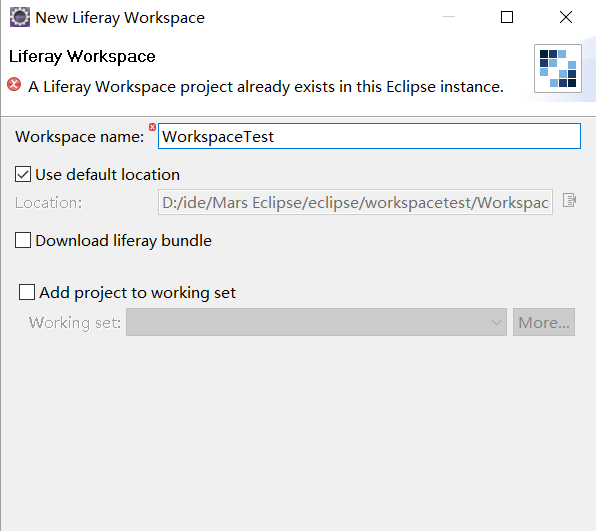 New Liferay Workspace
Liferay Workspace
A Liferay Workspace project already exists in this Eclipse instance.
Workspace name: WorkspaceTest
Use default location
Location: D:/ide/Mars Eclipse/eclipse/workspacetest/Workspac
Download liferay bundle
Add project to working set
Working set: More...